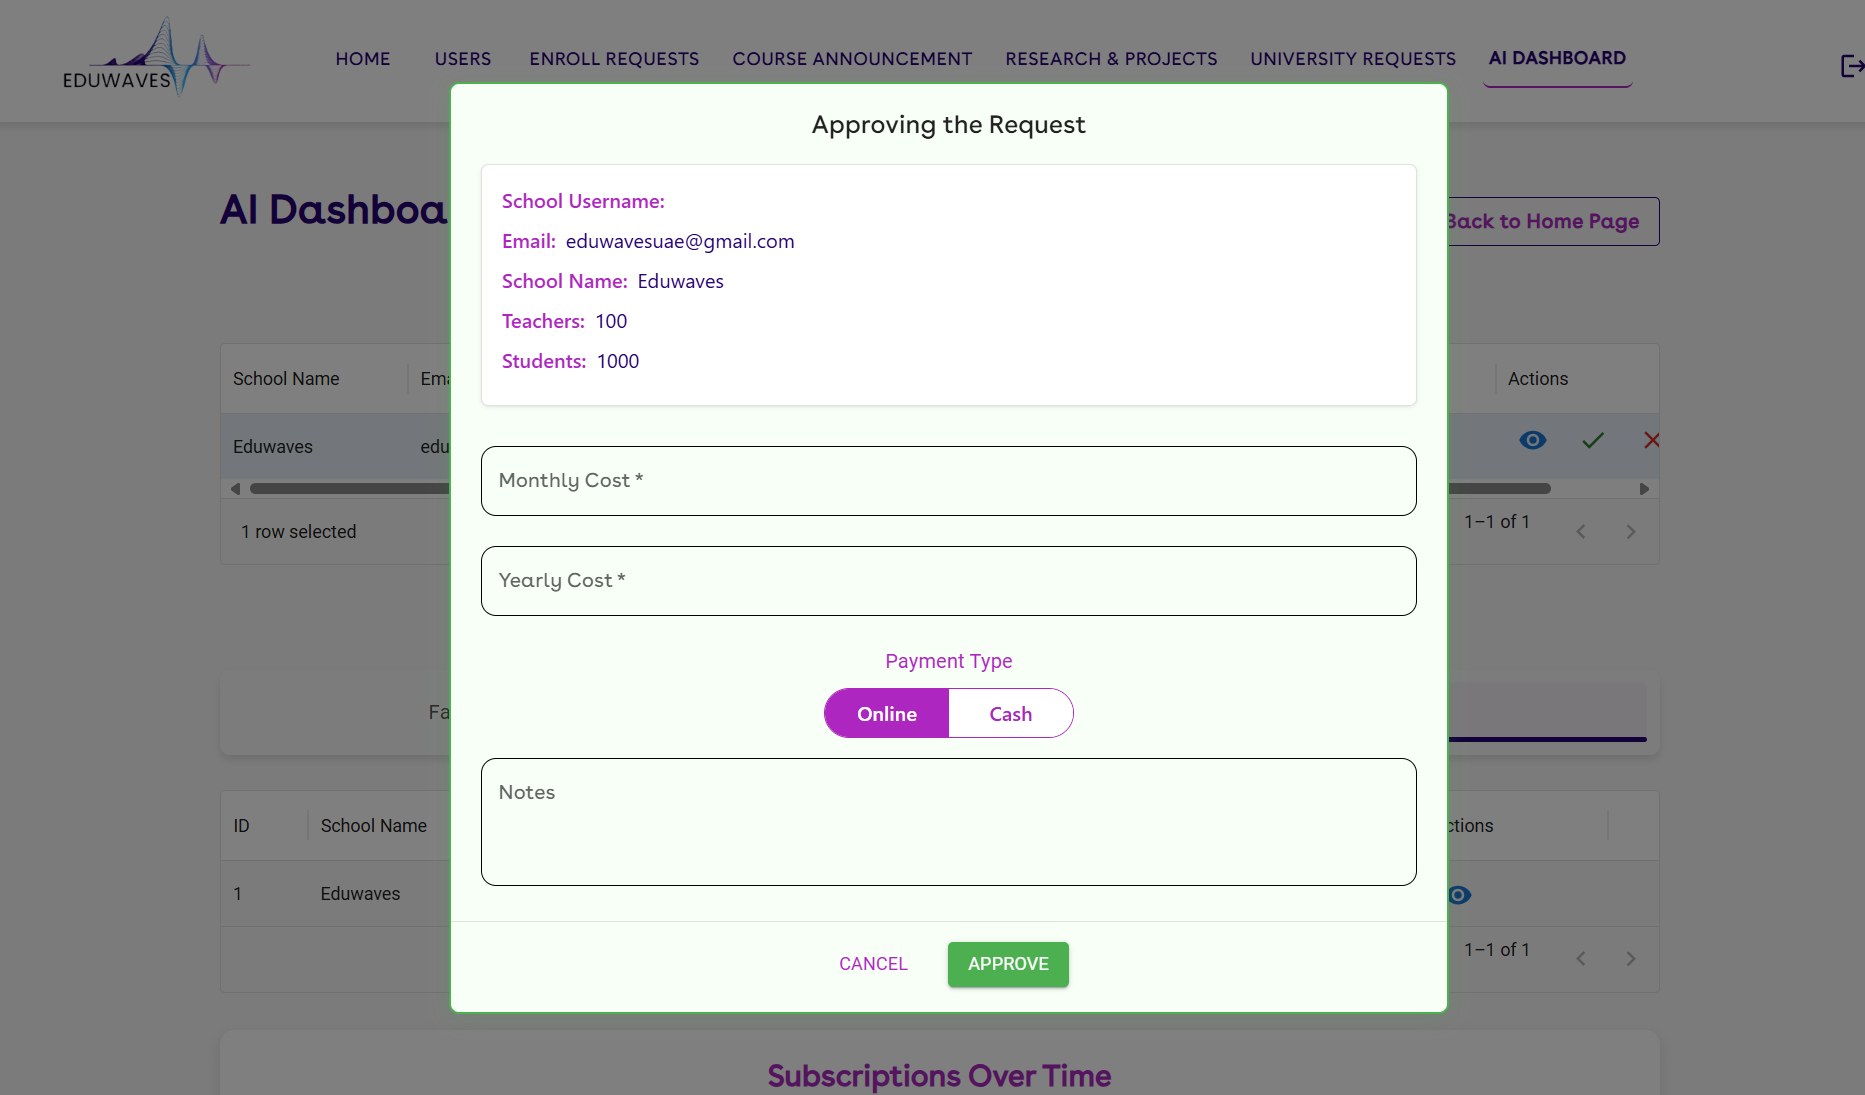 EDUWAVES
HOME USERS ENROLL REQUESTS COURSE ANNOUNCEMENT RESEARCH & PROJECTS UNIVERSITY REQUESTS AI DASHBOARD
Approving the Request
AI Dashboa
Back to Home Page
School Username:
Email: eduwavesuae@gmail.com
School Name: Eduwaves
Teachers: 100
Students: 1000
School Name Ema Actions
Eduwaves edu
Monthly Cost *
1 row selected 1–1 of 1
Yearly Cost *
Payment Type
Online Cash
Fa
Notes
ID School Name ctions
1 Eduwaves
1–1 of 1
CANCEL APPROVE
Subscriptions Over Time